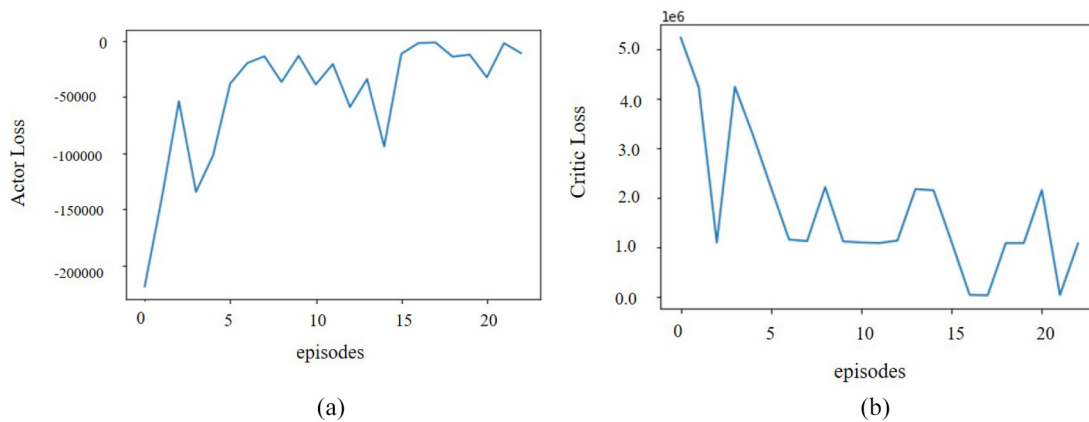 Actor Loss
0
-50000
-100000
-150000
-200000
0 5 10 15 20
episodes
(a)
1e6
Critic Loss
5.0
4.0
3.0
2.0
1.0
0.0
0 5 10 15 20
episodes
(b)